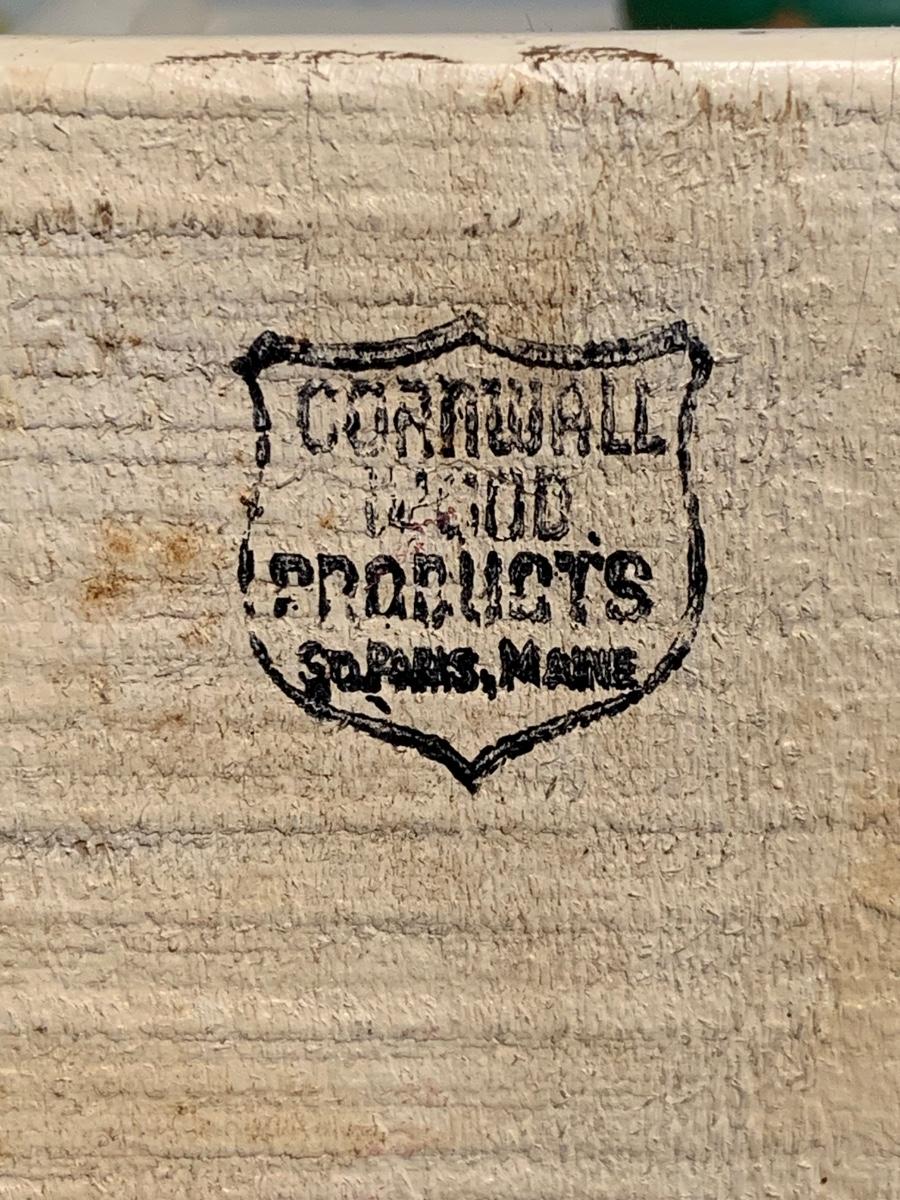 CORNWALL
WOOD
PRODUCTS
SO. PARIS, MAINE